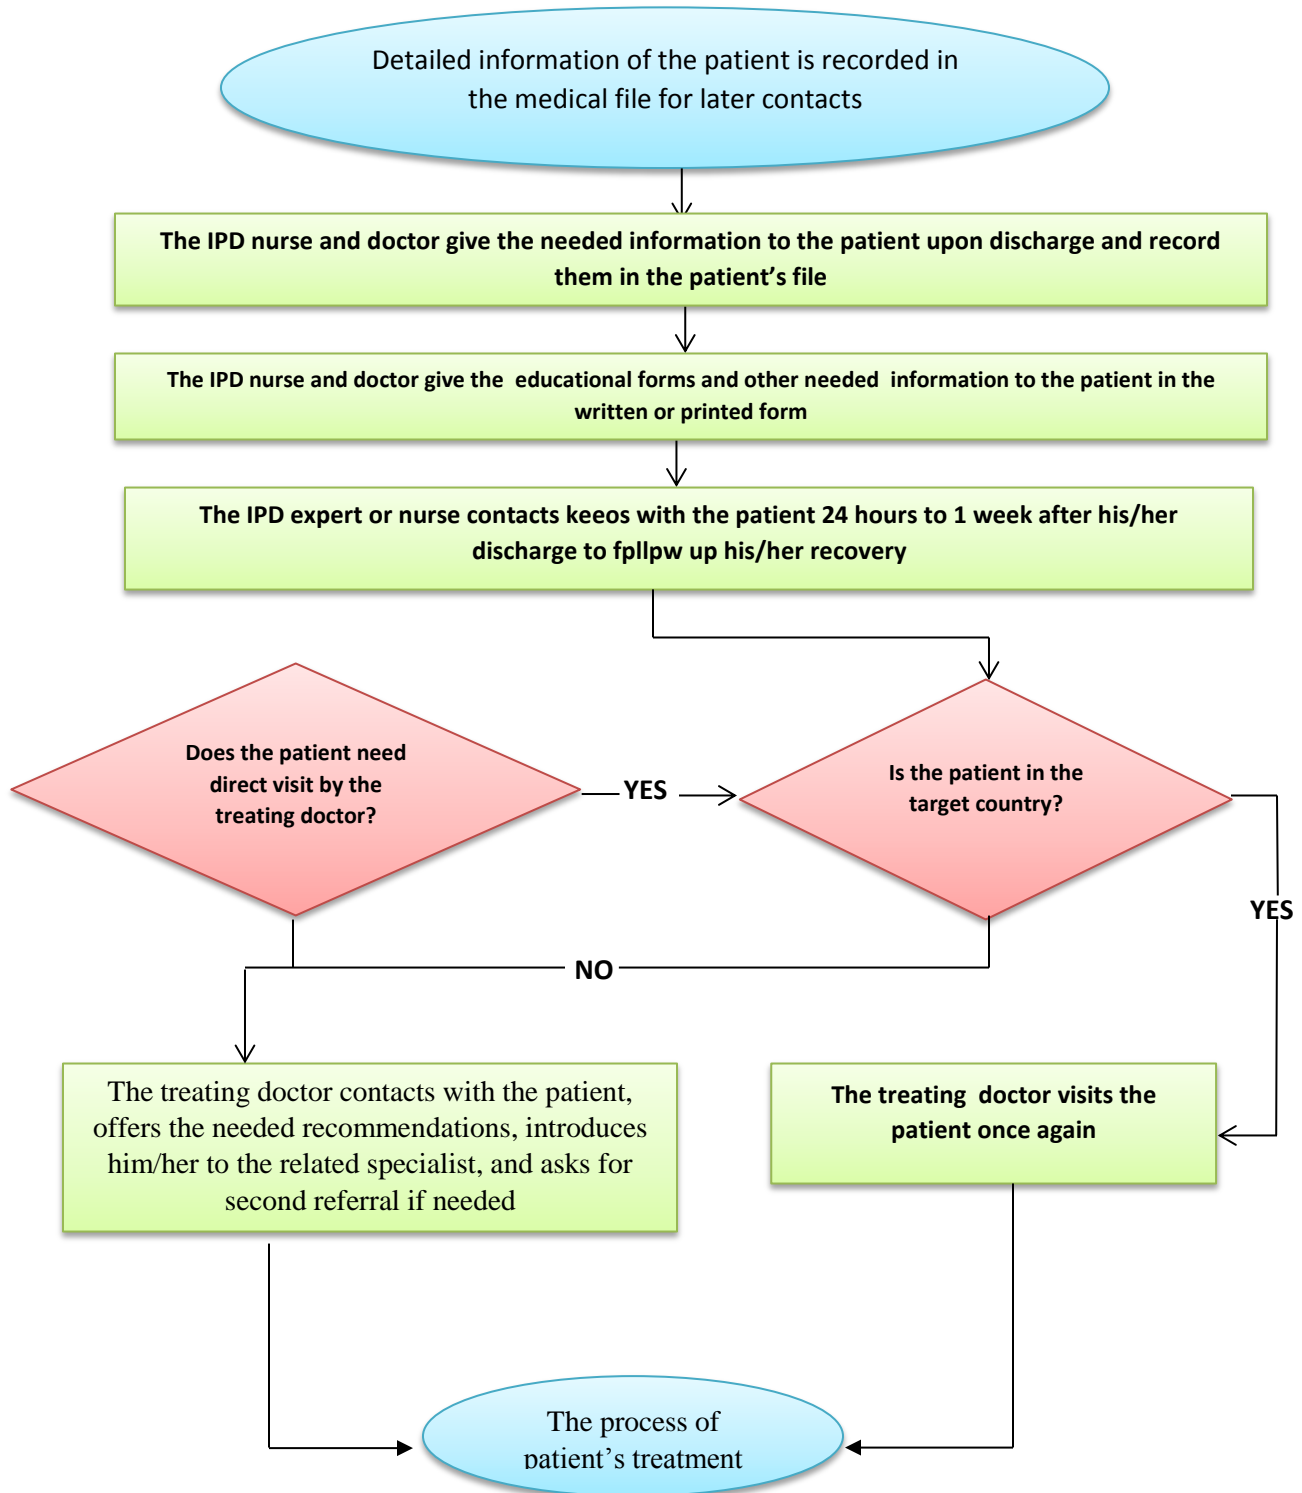 Detailed information of the patient is recorded in
the medical file for later contacts
The IPD nurse and doctor give the needed information to the patient upon discharge and record
them in the patient’s file
The IPD nurse and doctor give the educational forms and other needed information to the patient in the
written or printed form
The IPD expert or nurse contacts keeos with the patient 24 hours to 1 week after his/her
discharge to fpllpw up his/her recovery
Does the patient need
direct visit by the
treating doctor?
YES
Is the patient in the
target country?
YES
NO
The treating doctor contacts with the patient,
offers the needed recommendations, introduces
him/her to the related specialist, and asks for
second referral if needed
The treating doctor visits the
patient once again
The process of
patient’s treatment